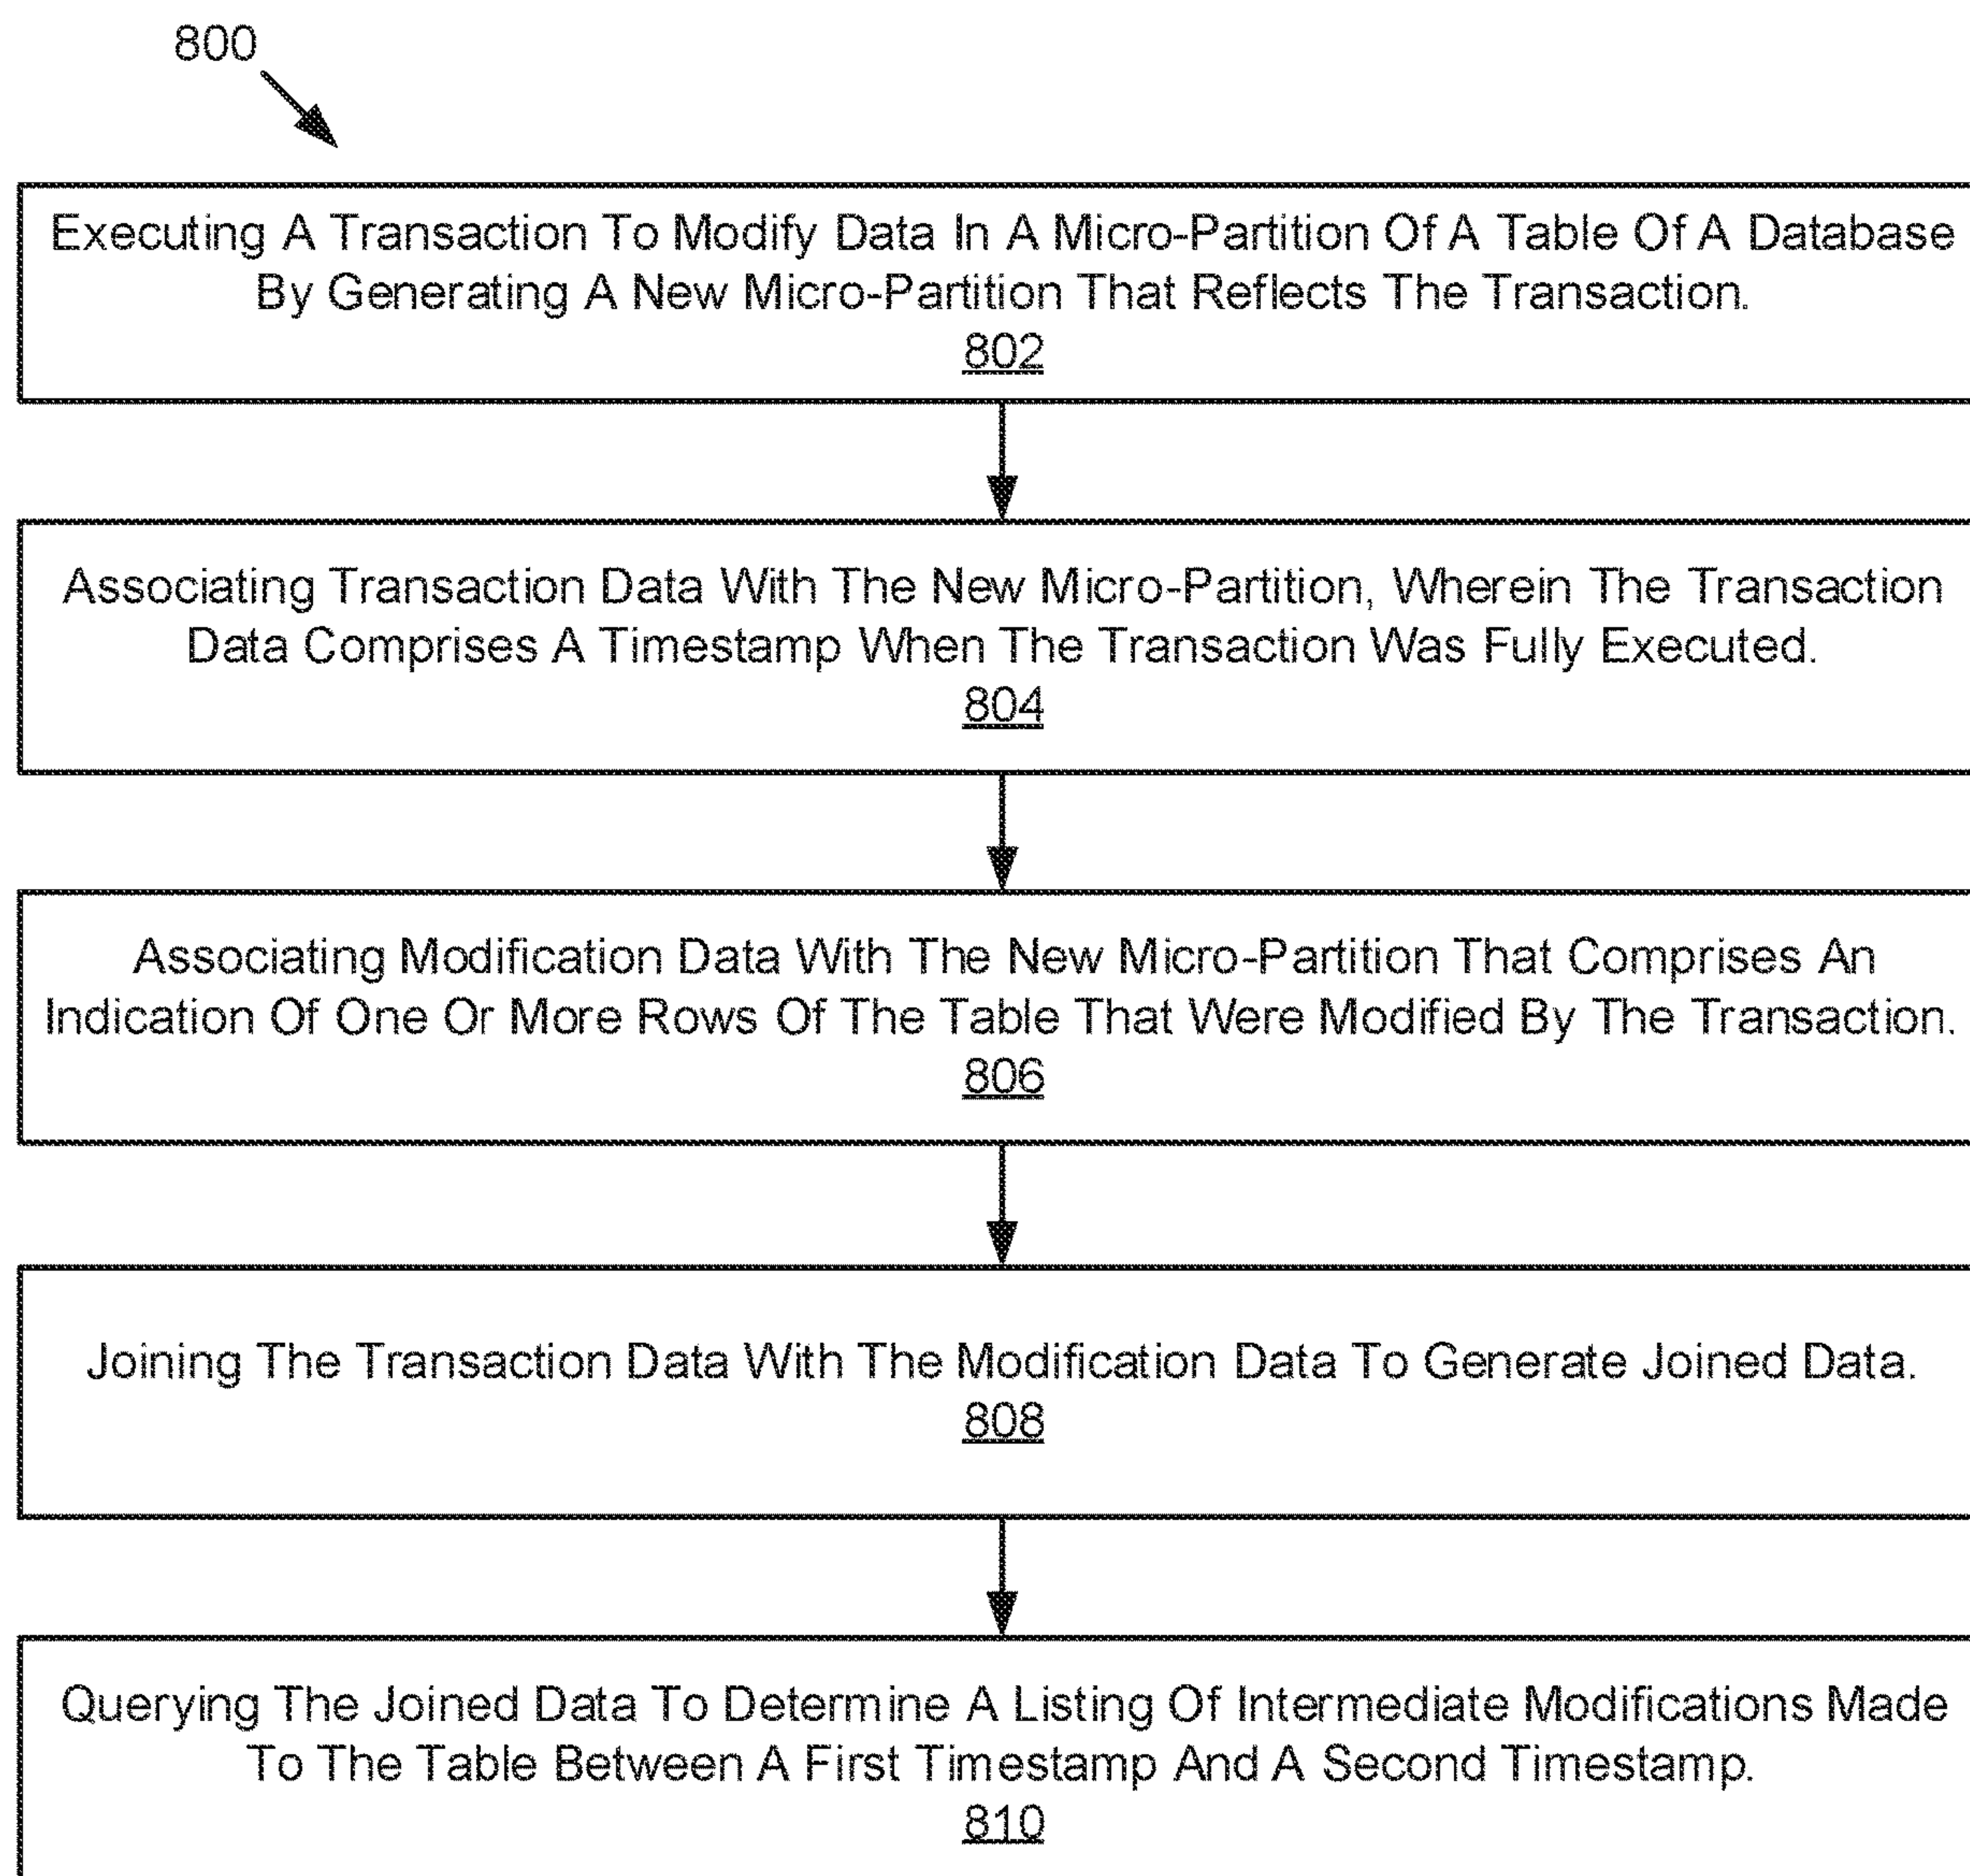 800
Executing A Transaction To Modify Data In A Micro-Partition Of A Table Of A Database
By Generating A New Micro-Partition That Reflects The Transaction.
802
Associating Transaction Data With The New Micro-Partition, Wherein The Transaction
Data Comprises A Timestamp When The Transaction Was Fully Executed.
804
Associating Modification Data With The New Micro-Partition That Comprises An
Indication Of One Or More Rows Of The Table That Were Modified By The Transaction.
806
Joining The Transaction Data With The Modification Data To Generate Joined Data.
808
Querying The Joined Data To Determine A Listing Of Intermediate Modifications Made
To The Table Between A First Timestamp And A Second Timestamp.
810